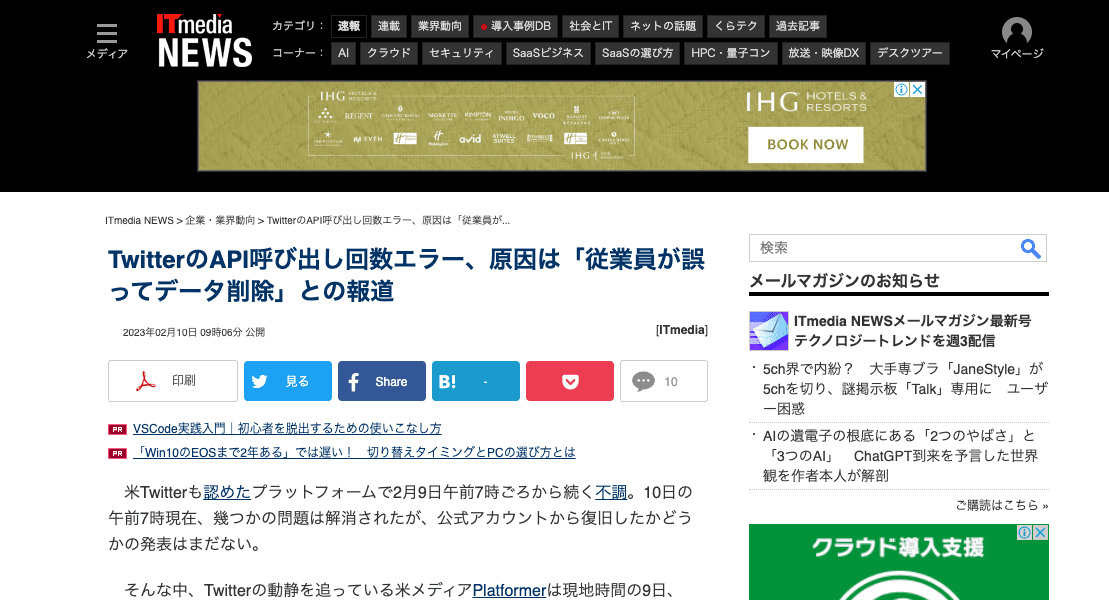 メディア
ITmedia
NEWS
カテゴリ： 速報 連載 業界動向 導入事例DB 社会とIT ネットの話題 くらテク 過去記事
コーナー： AI クラウド セキュリティ SaaSビジネス SaaSの選び方 HPC・量子コン 放送・映像DX デスクツアー
マイページ
IHG HOTELS & RESORTS
REGENT
KIMPTON
HOTEL INDIGO
VOCO
EVEN
avid
ATWELL SUITES
IHG HOTELS & RESORTS
BOOK NOW
ITmedia NEWS > 企業・業界動向 > TwitterのAPI呼び出し回数エラー、原因は「従業員が...
TwitterのAPI呼び出し回数エラー、原因は「従業員が誤
ってデータ削除」との報道
2023年02月10日 09時06分 公開
[ITmedia]
印刷 見る Share B! - 10
PR VSCode実践入門｜初心者を脱出するための使いこなし方
PR 「Win10のEOSまで2年ある」では遅い！　切り替えタイミングとPCの選び方とは
米Twitterも認めたプラットフォームで2月9日午前7時ごろから続く不調。10日の
午前7時現在、幾つかの問題は解消されたが、公式アカウントから復旧したかどう
かの発表はまだない。
そんな中、Twitterの動静を追っている米メディアPlatformerは現地時間の9日、
検索
メールマガジンのお知らせ
ITmedia NEWSメールマガジン最新号
テクノロジートレンドを週3配信
・5ch界で内紛？　大手専ブラ「JaneStyle」が
5chを切り、謎掲示板「Talk」専用に　ユーザ
ー困惑
・AIの遺電子の根底にある「2つのやばさ」と
「3つのAI」　ChatGPT到来を予言した世界
観を作者本人が解剖
ご購読はこちら »
クラウド導入支援